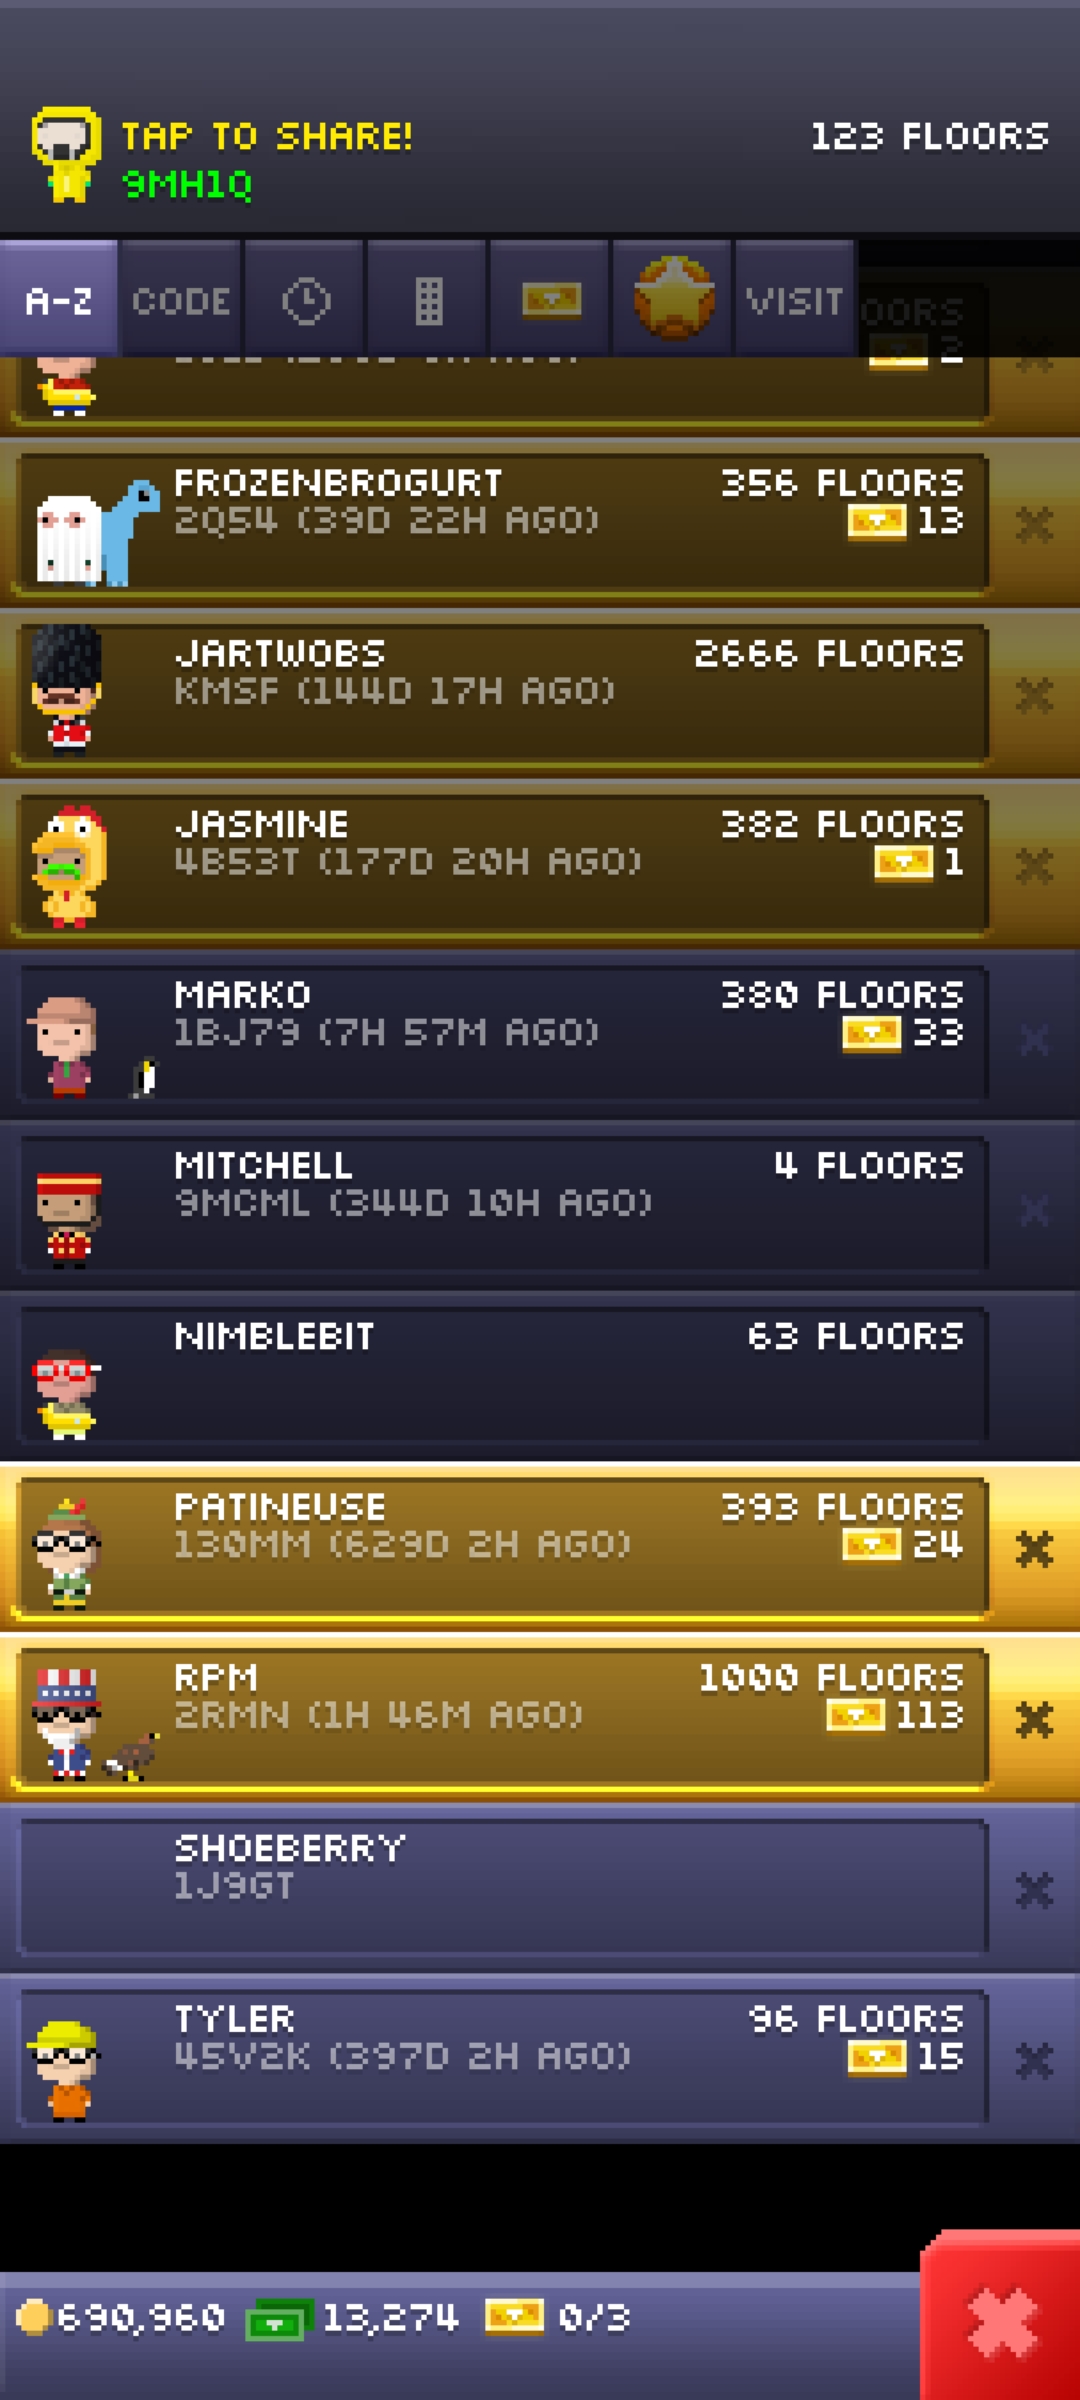 TAP TO SHARE!
123 FLOORS
9MH1Q
A-Z
CODE
VISIT
2
FROZENBROGURT
356 FLOORS
2Q54 (39D 22H AGO)
13
JARTWOBS
2666 FLOORS
KMSF (144D 17H AGO)
JASMINE
382 FLOORS
4B53T (177D 20H AGO)
1
MARKO
380 FLOORS
1BJ79 (7H 57M AGO)
33
MITCHELL
4 FLOORS
9MCML (344D 10H AGO)
NIMBLEBIT
63 FLOORS
PATINEUSE
393 FLOORS
130MM (629D 2H AGO)
24
RPM
1000 FLOORS
2RMN (1H 46M AGO)
113
SHOEBERRY
1J9GT
TYLER
96 FLOORS
45V2K (397D 2H AGO)
15
690,960
13,274
0/3